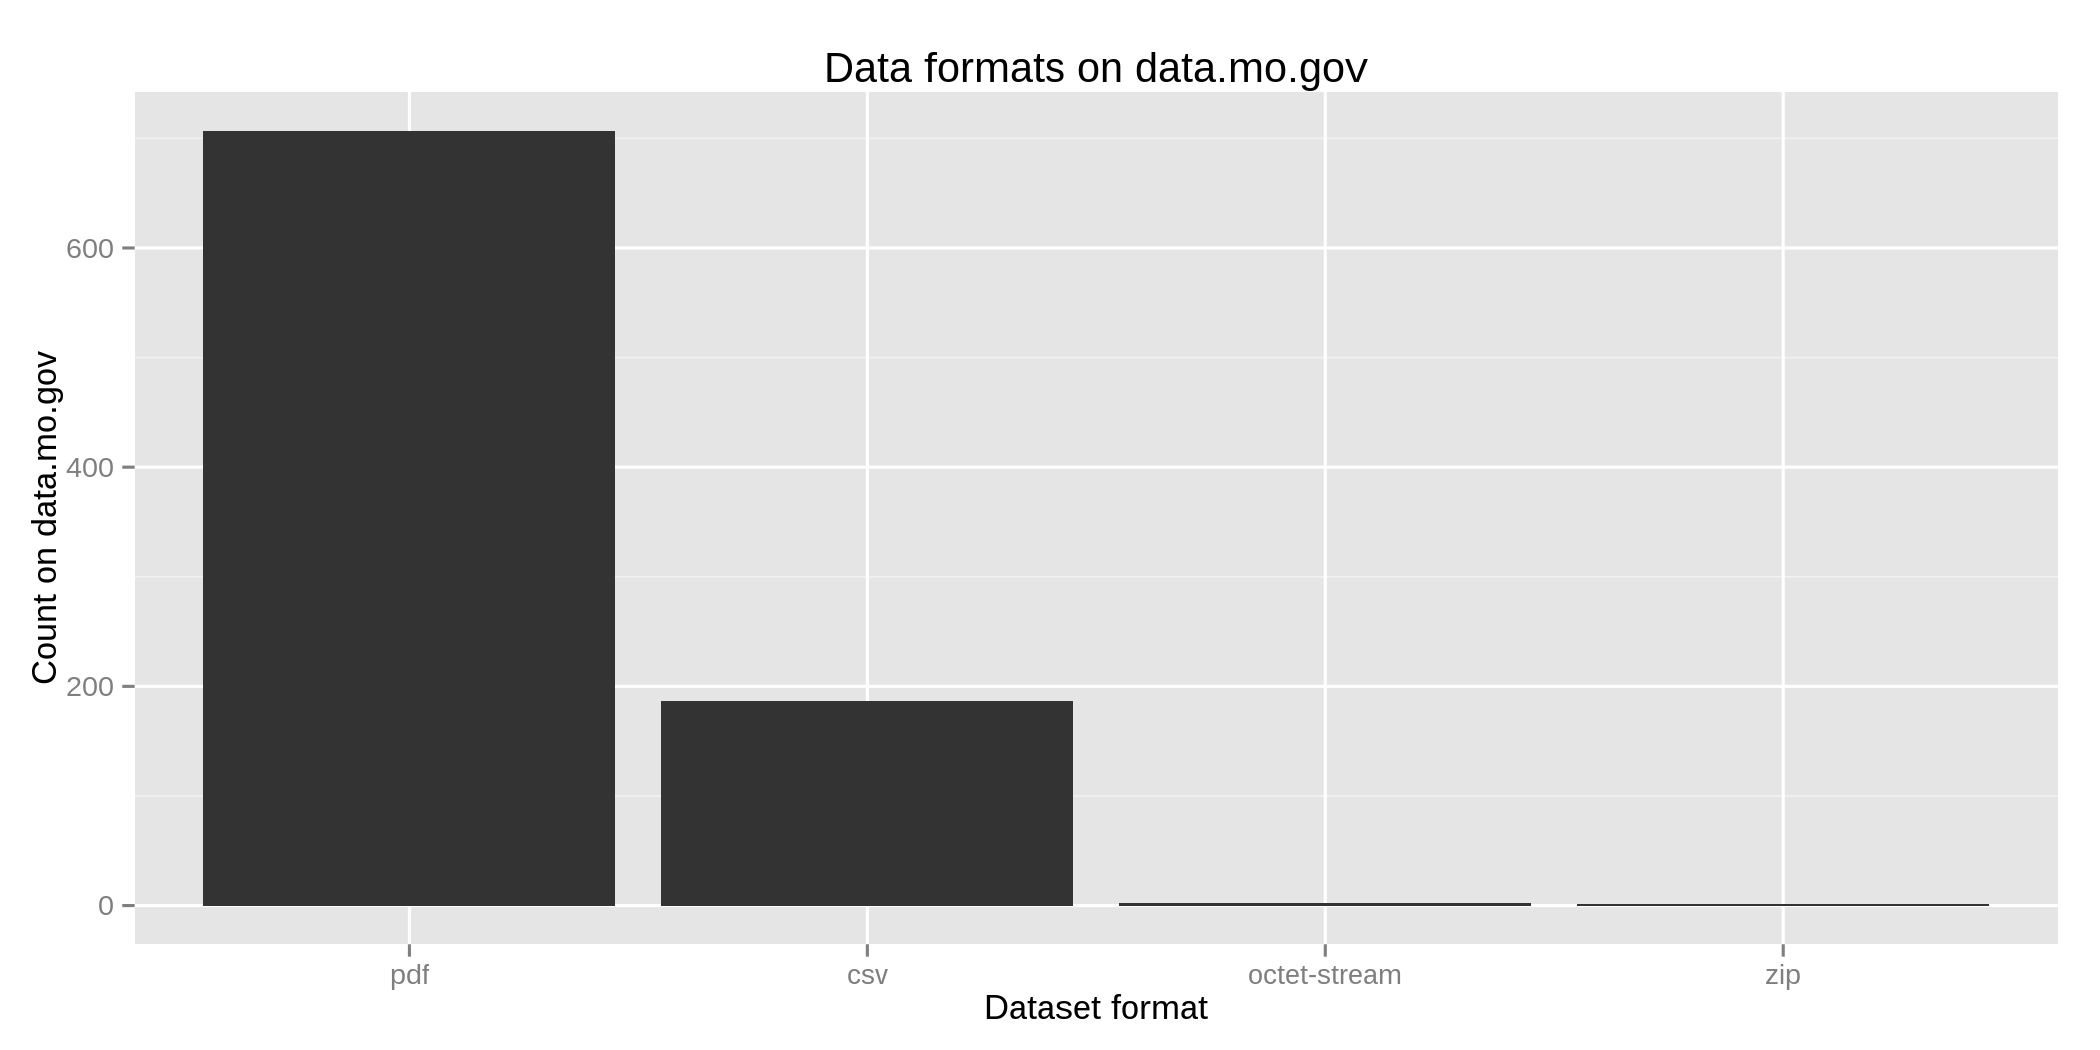 Data formats on data.mo.gov
Count on data.mo.gov
600
400
200
0
pdf csv octet-stream zip
Dataset format